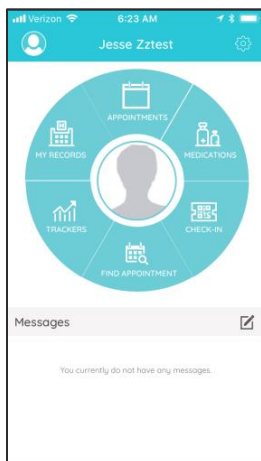 Verizon 6:23 AM
Jesse Zztest
APPOINTMENTS
MY RECORDS
MEDICATIONS
TRACKERS
CHECK-IN
FIND APPOINTMENT
Messages
You currently do not have any messages.